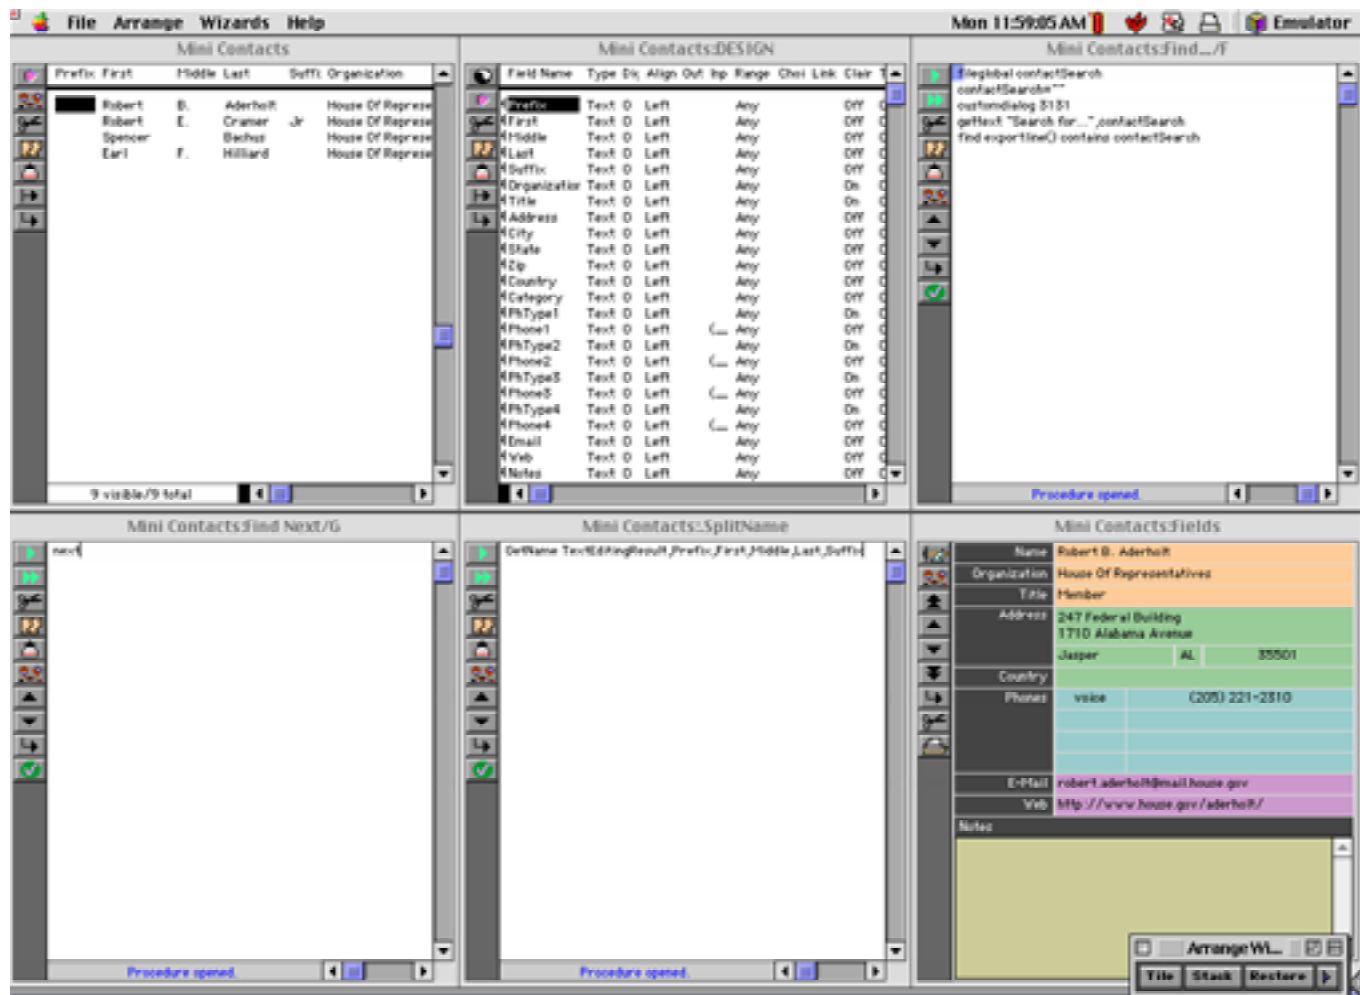 File Arrange Wizards Help
Mon 11:59:05 AM Emulator
Mini Contacts
Prefix First Middle Last Suffi: Organization
Robert B. Aderholt House Of Represe
Robert E. Cramer Jr House Of Represe
Spencer Bachus House Of Represe
Earl F. Hilliard House Of Represe
9 visible/9 total
Mini Contacts:DESIGN
Field Name Type Align Out Inp Range Choi Link Clair
Prefix Text 0 Left Any Off
First Text 0 Left Any Off
Middle Text 0 Left Any Off
Last Text 0 Left Any Off
Suffix Text 0 Left Any Off
Organization Text 0 Left Any On
Title Text 0 Left Any On
Address Text 0 Left Any Off
City Text 0 Left Any Off
State Text 0 Left Any Off
Zip Text 0 Left Any Off
Country Text 0 Left Any Off
Category Text 0 Left Any Off
PhType1 Text 0 Left Any On
Phone1 Text 0 Left (... Any Off
PhType2 Text 0 Left Any On
Phone2 Text 0 Left (... Any Off
PhType3 Text 0 Left Any On
Phone3 Text 0 Left (... Any Off
PhType4 Text 0 Left Any On
Phone4 Text 0 Left (... Any Off
Email Text 0 Left Any Off
Web Text 0 Left Any Off
Notes Text 0 Left Any Off
Mini Contacts:Find.../F
fileglobal contactSearch
contactSearch=""
customdialog 3131
gettext "Search for...",contactSearch
find exportline() contains contactSearch
Procedure opened.
Mini Contacts:Find Next/G
next
Procedure opened.
Mini Contacts:.SplitName
GetName TextEditingResult,Prefix,First,Middle,Last,Suffix
Procedure opened.
Mini Contacts:Fields
Name Robert B. Aderholt
Organization House Of Representatives
Title Member
Address 247 Federal Building
1710 Alabama Avenue
Jasper AL 35501
Country
Phones voice (205) 221-2310
E-Mail robert.aderholt@mail.house.gov
Web http://www.house.gov/aderholt/
Notes
Arrange Wi...
Tile Stack Restore